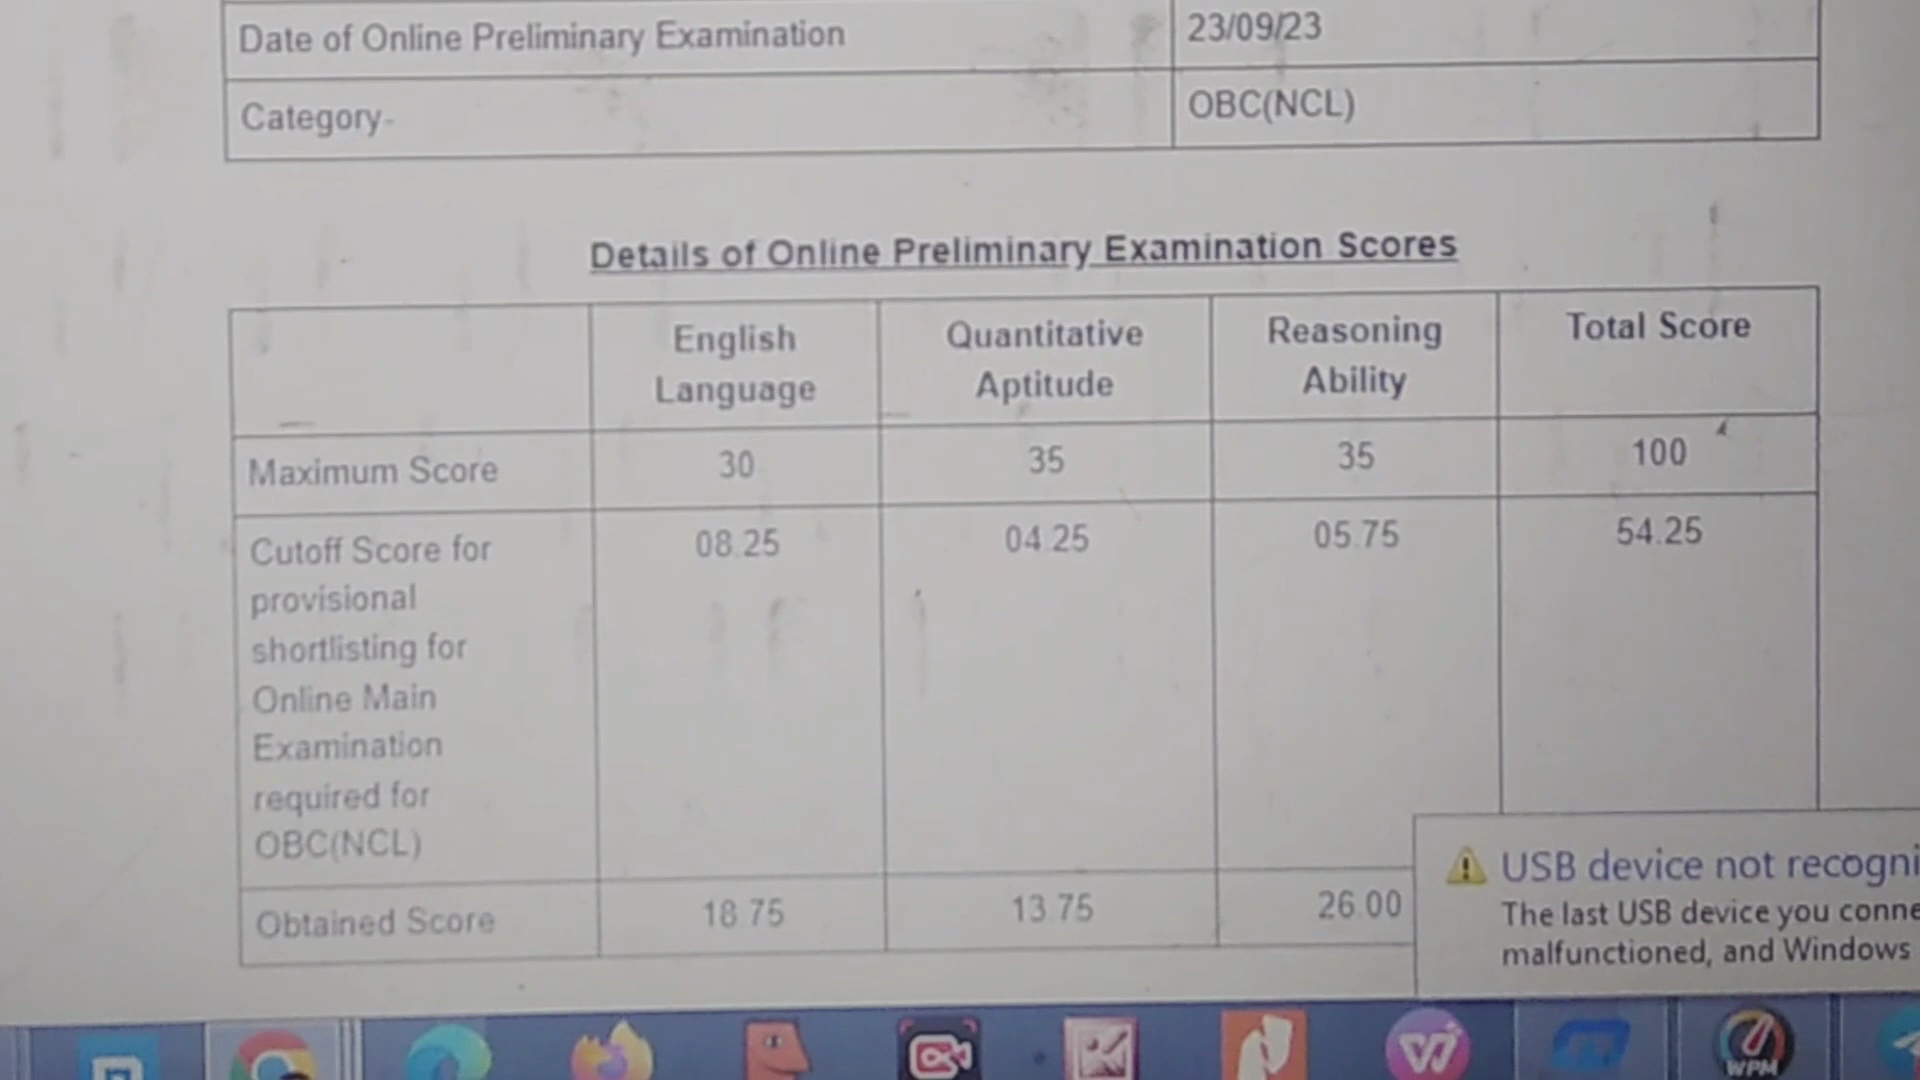 Date of Online Preliminary Examination 23/09/23
Category- OBC(NCL)
Details of Online Preliminary Examination Scores
English Language Quantitative Aptitude Reasoning Ability Total Score
Maximum Score 30 35 35 100
Cutoff Score for 08.25 04.25 05.75 54.25
provisional
shortlisting for
Online Main
Examination
required for
OBC(NCL)
Obtained Score 18.75 13.75 26.00
USB device not recogni
The last USB device you conne
malfunctioned, and Windows
WPM